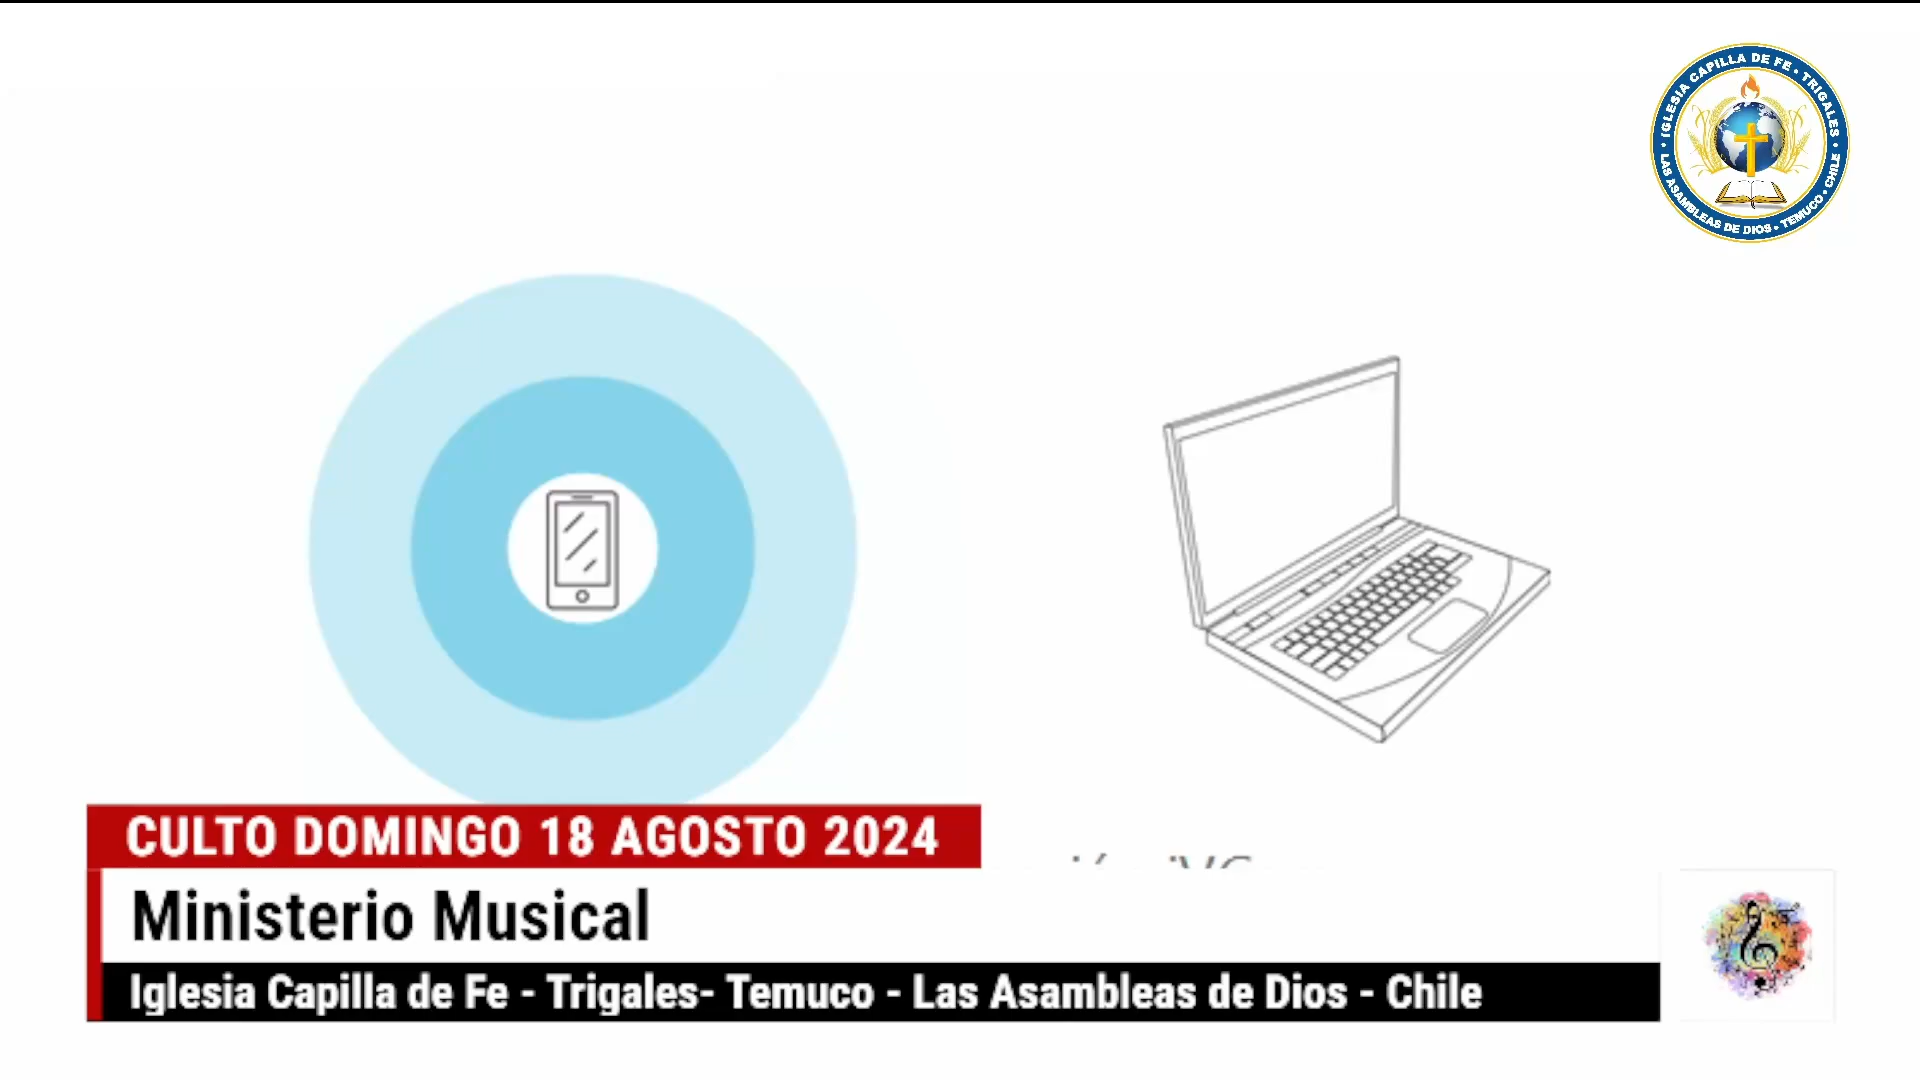 IGLESIA CAPILLA DE FE • TRIGALES
• LAS ASAMBLEAS DE DIOS • TEMUCO • CHILE •
CULTO DOMINGO 18 AGOSTO 2024
Ministerio Musical
Iglesia Capilla de Fe - Trigales- Temuco - Las Asambleas de Dios - Chile